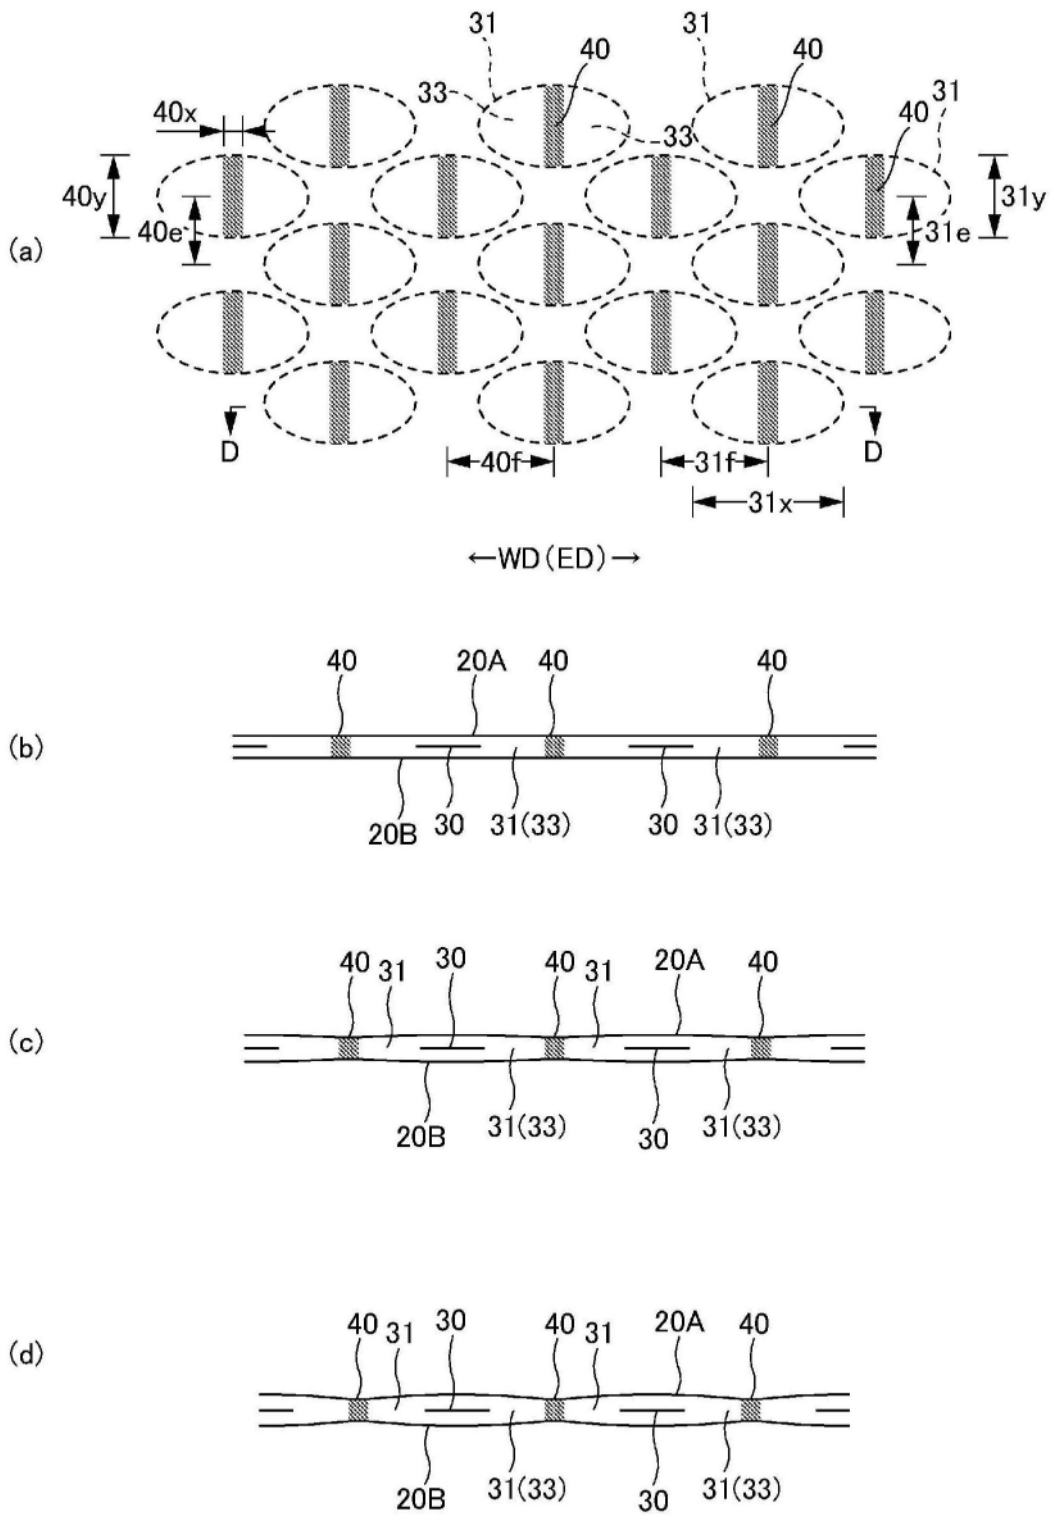 31 31
40 40
33 31
40x 33 40
40y 31y
40e 31e
(a)
D D
40f 31f
31x
←WD(ED)→
40 20A 40 40
(b)
20B 30 31(33) 30 31(33)
40 31 30 40 31 20A 40
(c)
20B 31(33) 30 31(33)
40 31 30 40 31 20A 40
(d)
20B 31(33) 30 31(33)